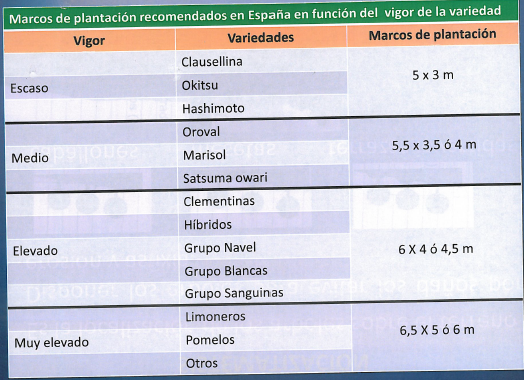 Marcos de plantación recomendados en España en función del vigor de la variedad
Vigor Variedades Marcos de plantación
Escaso
Clausellina
Okitsu
Hashimoto
5 x 3 m
Medio
Oroval
Marisol
Satsuma owari
5,5 x 3,5 ó 4 m
Elevado
Clementinas
Híbridos
Grupo Navel
Grupo Blancas
Grupo Sanguinas
6 X 4 ó 4,5 m
Muy elevado
Limoneros
Pomelos
Otros
6,5 X 5 ó 6 m